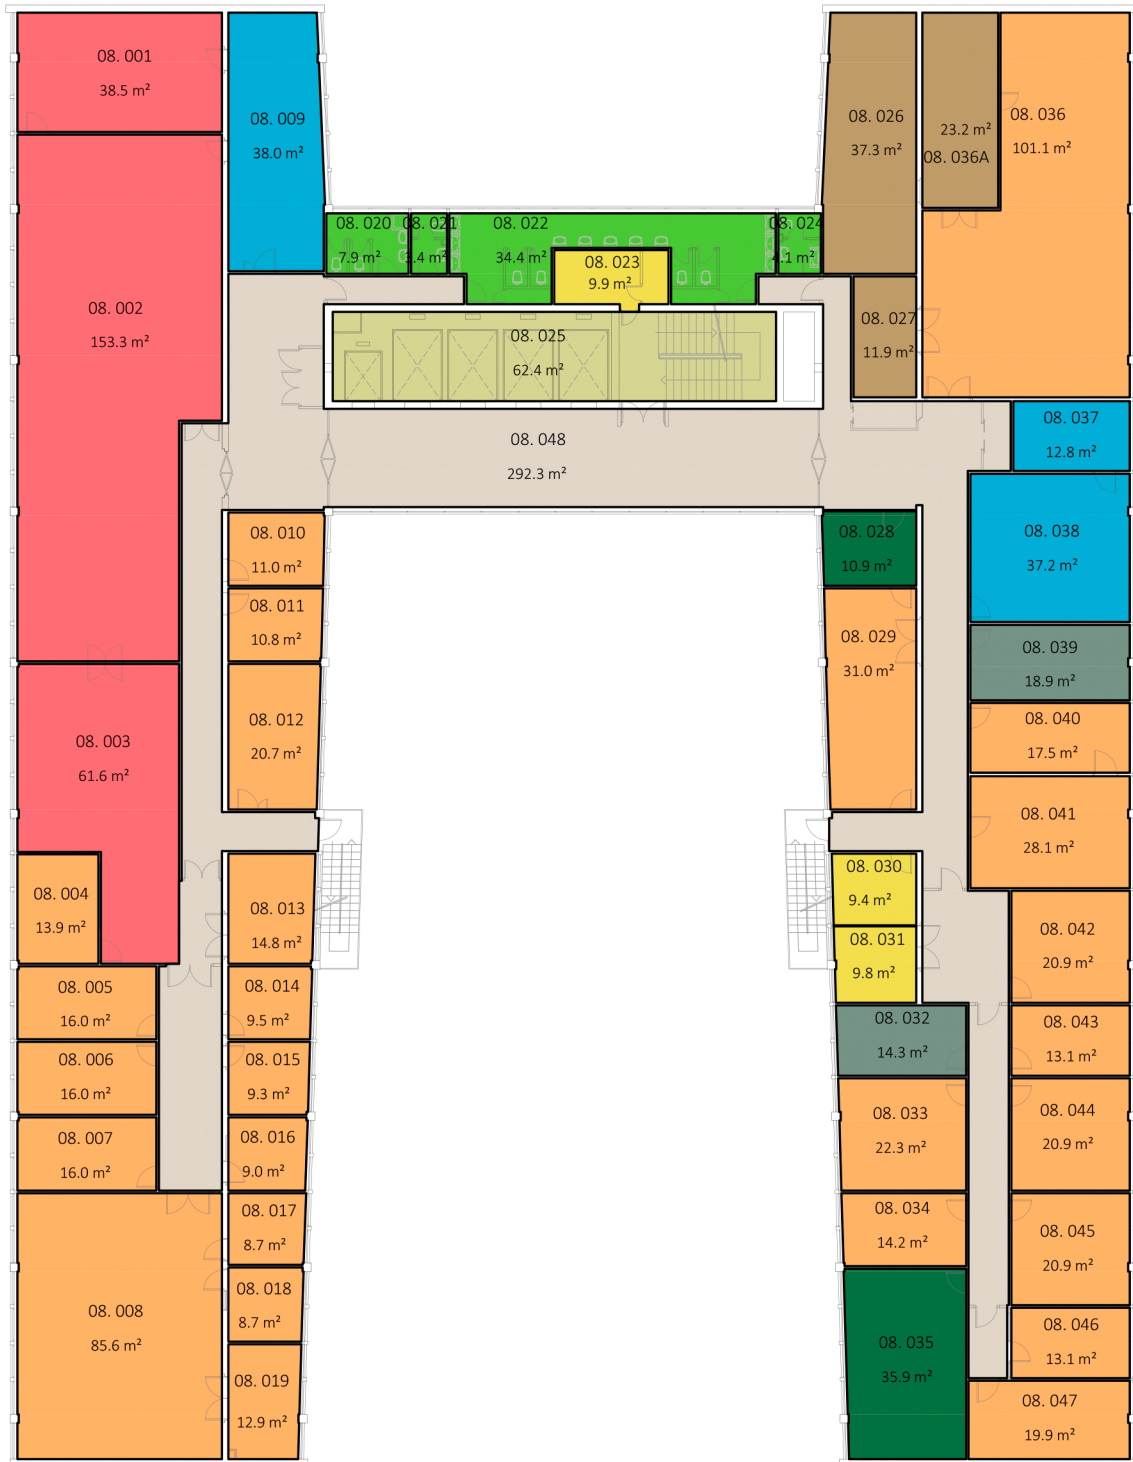 08. 001
38.5 m²
08. 002
153.3 m²
08. 003
61.6 m²
08. 004
13.9 m²
08. 005
16.0 m²
08. 006
16.0 m²
08. 007
16.0 m²
08. 008
85.6 m²
08. 009
38.0 m²
08. 010
11.0 m²
08. 011
10.8 m²
08. 012
20.7 m²
08. 013
14.8 m²
08. 014
9.5 m²
08. 015
9.3 m²
08. 016
9.0 m²
08. 017
8.7 m²
08. 018
8.7 m²
08. 019
12.9 m²
08. 020
7.9 m²
08. 021
3.4 m²
08. 022
34.4 m²
08. 023
9.9 m²
08. 024
4.1 m²
08. 025
62.4 m²
08. 048
292.3 m²
08. 026
37.3 m²
08. 027
11.9 m²
08. 028
10.9 m²
08. 029
31.0 m²
08. 030
9.4 m²
08. 031
9.8 m²
08. 032
14.3 m²
08. 033
22.3 m²
08. 034
14.2 m²
08. 035
35.9 m²
23.2 m²
08. 036A
08. 036
101.1 m²
08. 037
12.8 m²
08. 038
37.2 m²
08. 039
18.9 m²
08. 040
17.5 m²
08. 041
28.1 m²
08. 042
20.9 m²
08. 043
13.1 m²
08. 044
20.9 m²
08. 045
20.9 m²
08. 046
13.1 m²
08. 047
19.9 m²